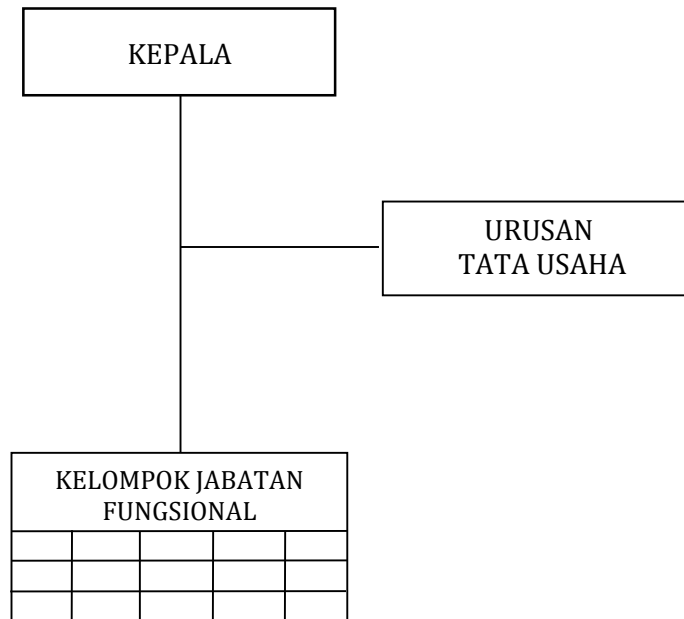 KEPALA
URUSAN
TATA USAHA
KELOMPOK JABATAN
FUNGSIONAL